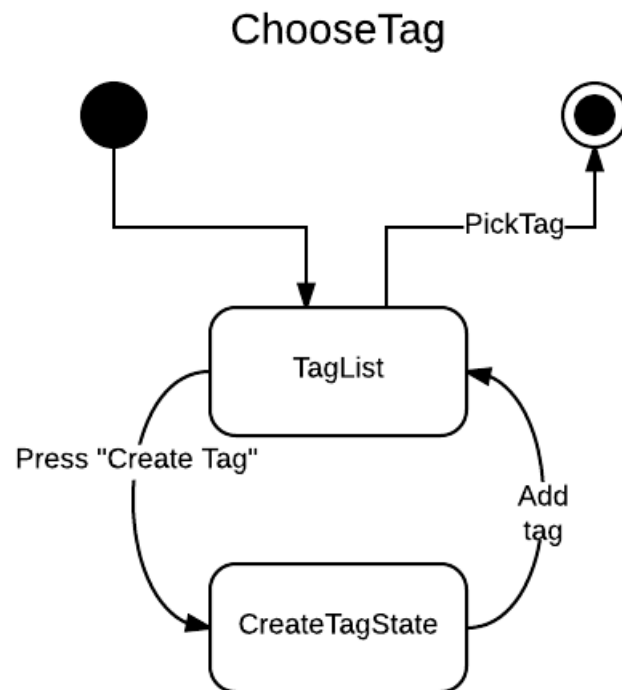 ChooseTag
PickTag
TagList
Press "Create Tag"
Add
tag
CreateTagState